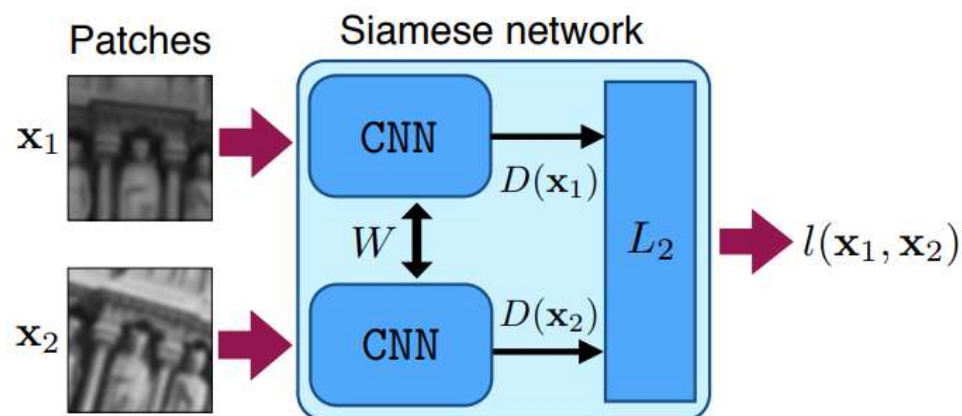 Patches
Siamese network
x₁
CNN
D(x₁)
W
L₂
l(x₁, x₂)
x₂
CNN
D(x₂)